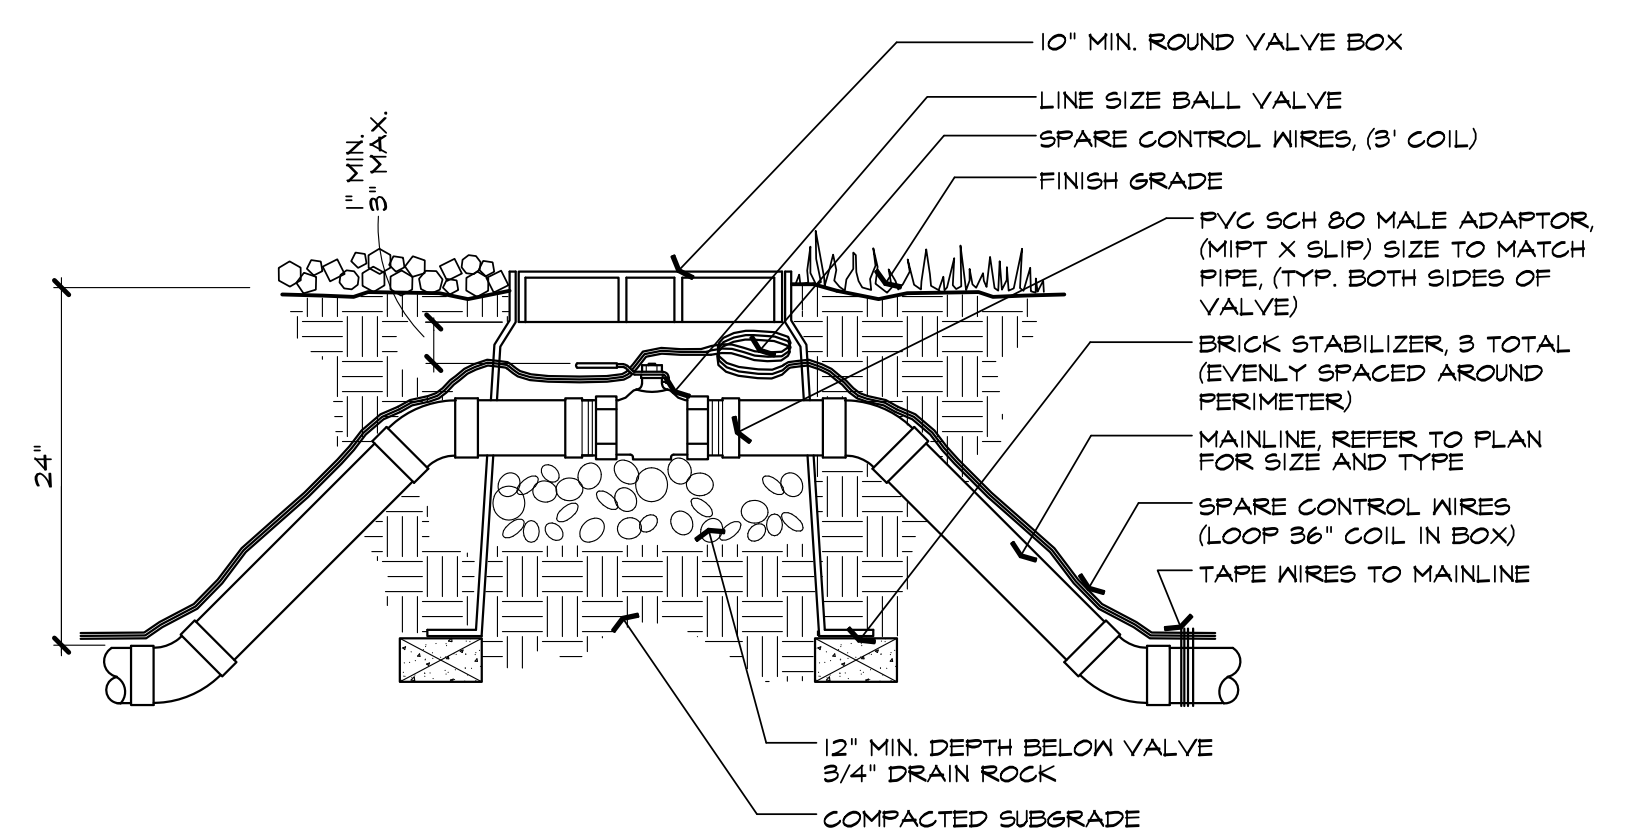 10" MIN. ROUND VALVE BOX
LINE SIZE BALL VALVE
SPARE CONTROL WIRES, (3' COIL)
FINISH GRADE
1" MIN.
3" MAX.
PVC SCH 80 MALE ADAPTOR,
(MIPT X SLIP) SIZE TO MATCH
PIPE, (TYP. BOTH SIDES OF
VALVE)
BRICK STABILIZER, 3 TOTAL
(EVENLY SPACED AROUND
PERIMETER)
24"
MAINLINE, REFER TO PLAN
FOR SIZE AND TYPE
SPARE CONTROL WIRES
(LOOP 36" COIL IN BOX)
TAPE WIRES TO MAINLINE
12" MIN. DEPTH BELOW VALVE
3/4" DRAIN ROCK
COMPACTED SUBGRADE